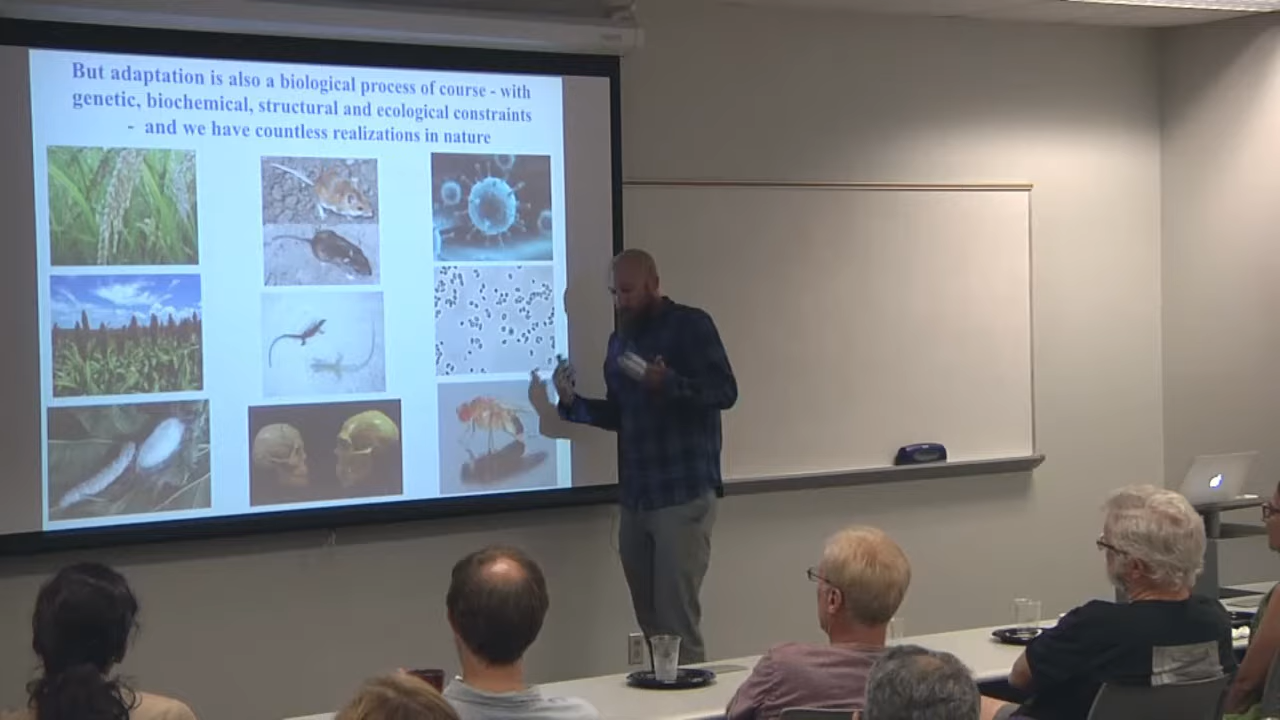 But adaptation is also a biological process of course - with
genetic, biochemical, structural and ecological constraints
- and we have countless realizations in nature